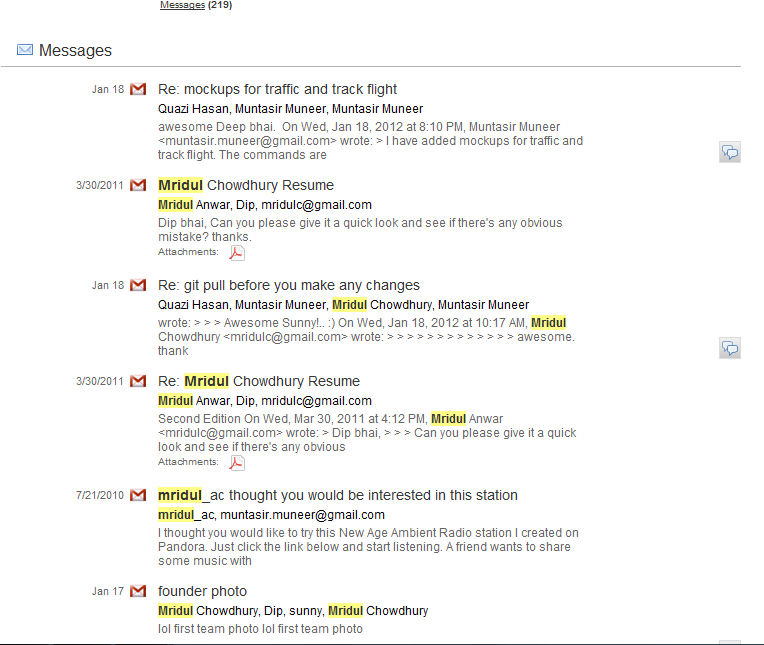 Messages (219)
Messages
Jan 18 Re: mockups for traffic and track flight
Quazi Hasan, Muntasir Muneer, Muntasir Muneer
awesome Deep bhai.  On Wed, Jan 18, 2012 at 8:10 PM, Muntasir Muneer
<muntasir.muneer@gmail.com> wrote: > I have added mockups for traffic and
track flight. The commands are
3/30/2011 Mridul Chowdhury Resume
Mridul Anwar, Dip, mridulc@gmail.com
Dip bhai, Can you please give it a quick look and see if there's any obvious
mistake? thanks.
Attachments:
Jan 18 Re: git pull before you make any changes
Quazi Hasan, Muntasir Muneer, Mridul Chowdhury, Muntasir Muneer
wrote: > > > Awesome Sunny!.. :) On Wed, Jan 18, 2012 at 10:17 AM, Mridul
Chowdhury <mridulc@gmail.com> wrote: > > > > > > > > > > > > > awesome.
thank
3/30/2011 Re: Mridul Chowdhury Resume
Mridul Anwar, Dip, mridulc@gmail.com
Second Edition On Wed, Mar 30, 2011 at 4:12 PM, Mridul Anwar
<mridulc@gmail.com> wrote: > Dip bhai, > > > Can you please give it a quick
look and see if there's any obvious
Attachments:
7/21/2010 mridul_ac thought you would be interested in this station
mridul_ac, muntasir.muneer@gmail.com
I thought you would like to try this New Age Ambient Radio station I created on
Pandora. Just click the link below and start listening. A friend wants to share
some music with
Jan 17 founder photo
Mridul Chowdhury, Dip, sunny, Mridul Chowdhury
lol first team photo lol first team photo